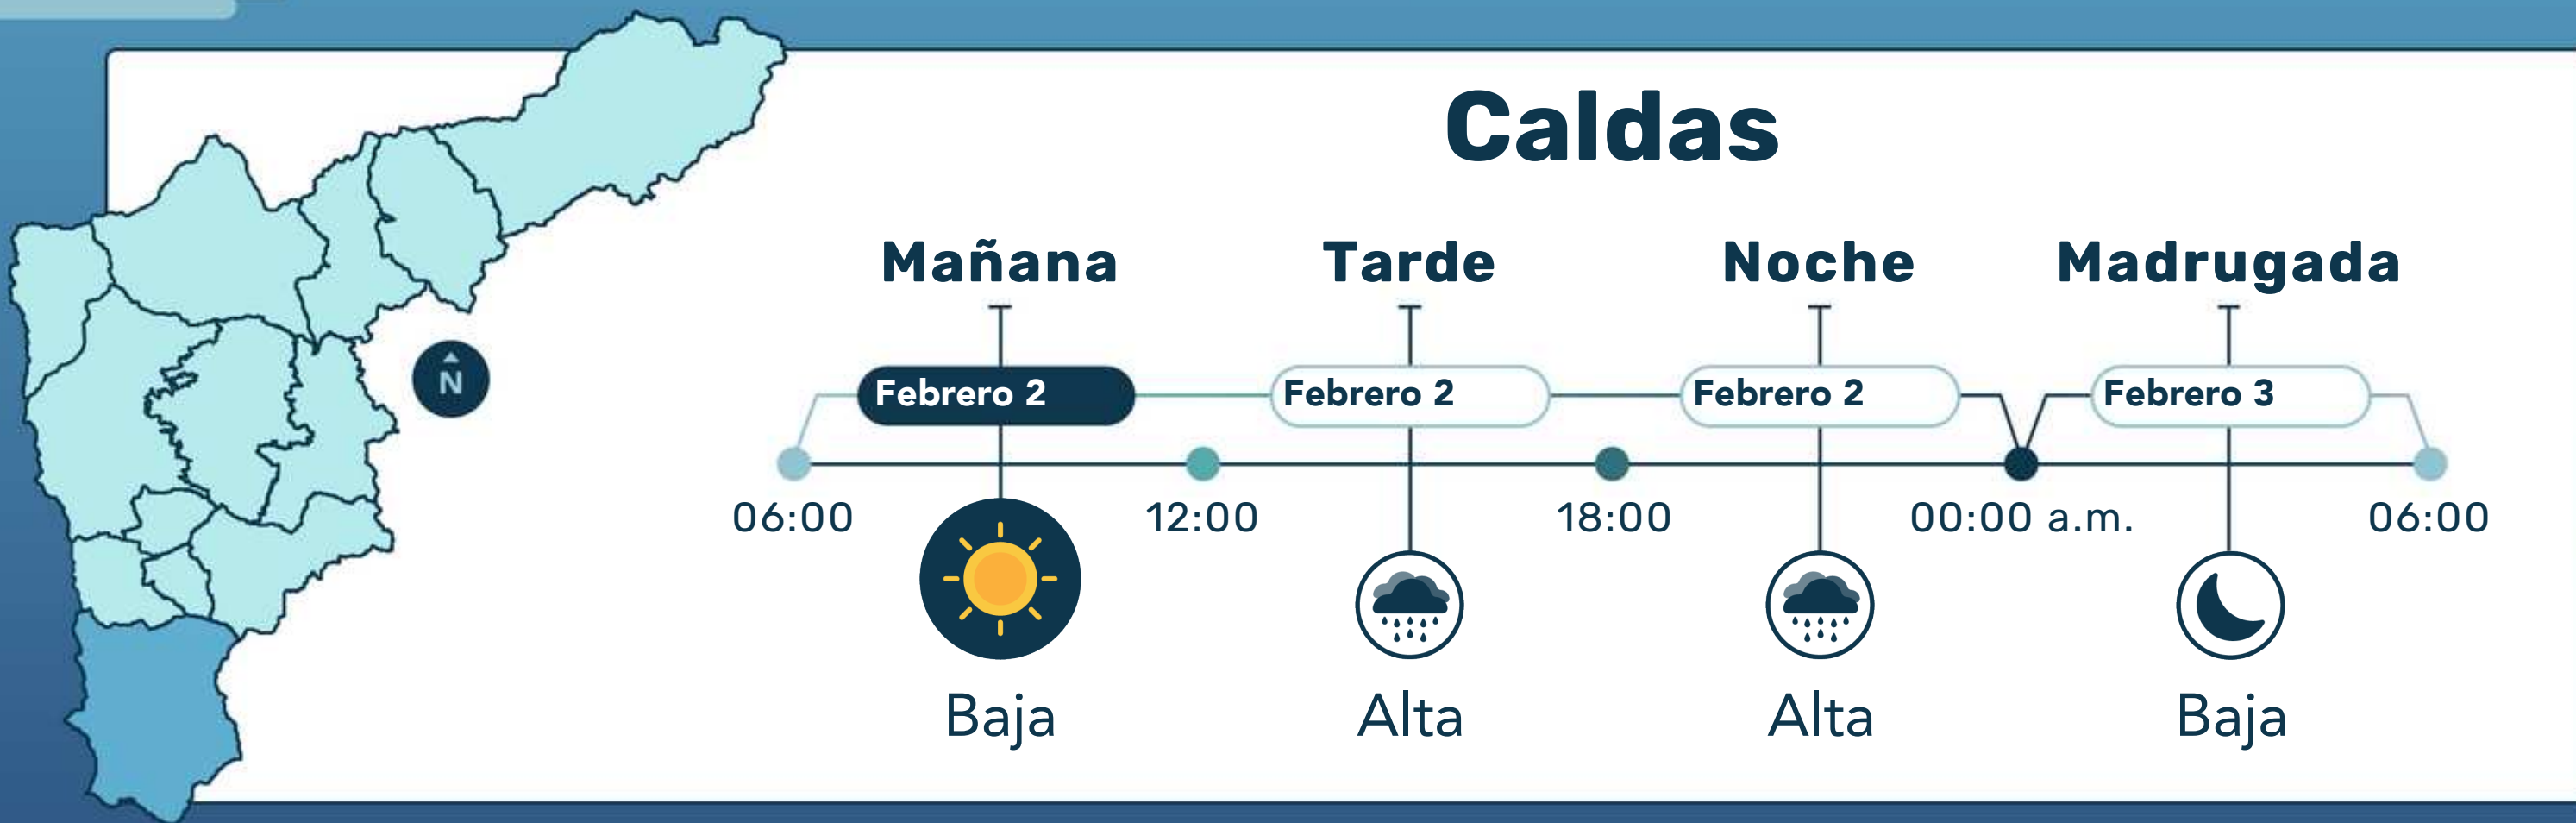 Caldas
Mañana Tarde Noche Madrugada
N
Febrero 2 Febrero 2 Febrero 2 Febrero 3
06:00 12:00 18:00 00:00 a.m. 06:00
Baja Alta Alta Baja